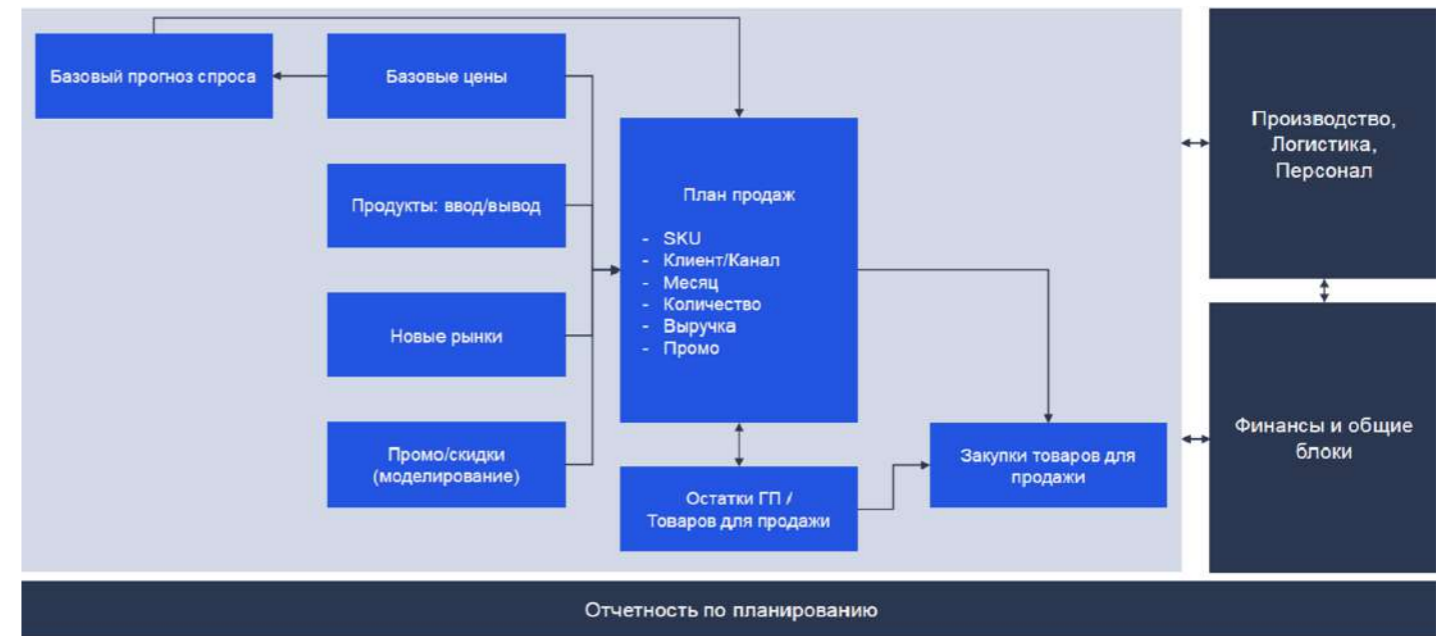 Базовый прогноз спроса
Базовые цены
Продукты: ввод/вывод
Новые рынки
Промо/скидки
(моделирование)
План продаж
- SKU
- Клиент/Канал
- Месяц
- Количество
- Выручка
- Промо
Остатки ГП /
Товаров для продажи
Закупки товаров для
продажи
Производство,
Логистика,
Персонал
Финансы и общие
блоки
Отчетность по планированию